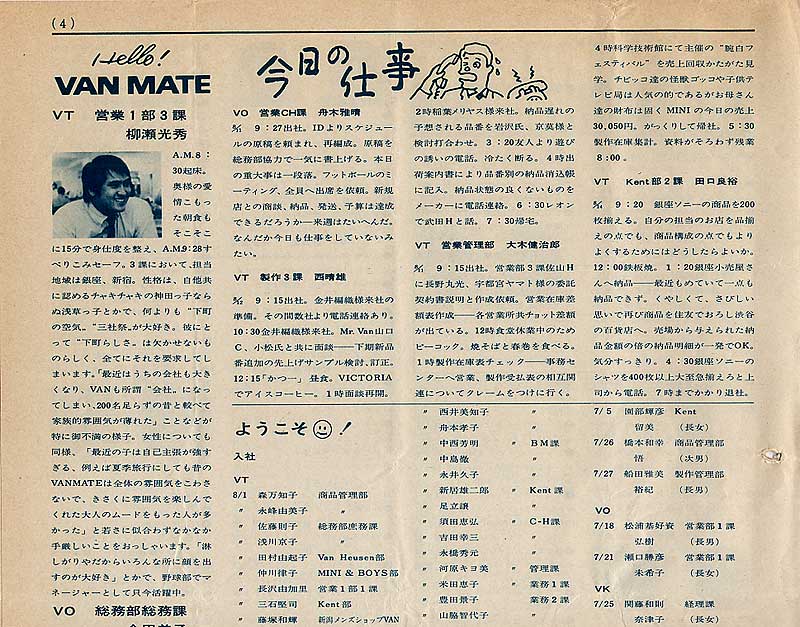 (4)
Hello!
VAN MATE
VT 営業1部3課
柳瀬光秀
A.M.8：
30起床。
奥様の愛
情こもっ
た朝食も
そこそこ
に15分で身仕度を整え、A.M.9:28す
べりこみセーフ。3課において、担当
地域は銀座、新宿。性格は、自他共
に認めるチャキチャキの神田っ子なら
ぬ浅草っ子とかで、何よりも“下町
の空気。“三社祭。が大好き。彼にと
って“下町らしさ。は欠かせないも
のらしく、全てにそれを要求してし
まいます。「最近はうちの会社も大き
くなり、VANも所謂“会社。になっ
てしまい、200名足らずの昔と較べて
家族的雰囲気が薄れた」ことなどが
特に御不満の様子。女性についても
同様、「最近の子は自己主張が強す
ぎる、例えば夏季旅行にしても昔の
VANMATEは全体の雰囲気をこわさ
ないで、きさくに雰囲気を楽しんで
くれた大人のムードをもった人が多
かった」と若さに似合わずなかなか
手厳しいことをおっしゃいます。「淋
しがりやだからいろんな所に顔を出
すのが大好き」とかで、野球部でマ
ネージャーとして只今活躍中。
VO 総務部総務課
今日の仕事
VO 営業CH課 舟木雅晴
9：27出社。IDよりスケジュー
ルの原稿を頼まれ、再編成。原稿を
総務部協力で一気に書上げる。本日
の重大事は一段落。フットボールのミ
ーティング、全員へ出席を依頼。新規
店との商談、納品、発送、予算は達成
できるだろうか―来週はたいへんだ。
なんだか今日も仕事をしていないみ
たい。
VT 製作3課 西晴雄
9：15出社。金井編織様来社の
準備。その間数社より電話連絡あり。
10:30金井編織様来社。Mr.Van山口
C、小松氏と共に面談――下期新品
番追加の先上げサンプル検討、訂正。
12:15「かつ一」昼食。VICTORIA
でアイスコーヒー。1時面談再開。
2時稲葉メリヤス様来社。納品遅れの
予想される品番を岩沢氏、京莫様と
検討打合わせ。3：20友人より遊び
の誘いの電話。冷たく断る。4時出
荷案内書により品番別の納品消込帳
に記入。納品状態の良くないものを
メーカーに電話連絡。6：30レオン
で武田Hと話。7：30帰宅。
VT 営業管理部 大木健治郎
9：15出社。営業部3課佐山H
に長野丸光、宇都宮ヤマト様の委託
契約書説明と作成依頼。営業在庫差
額表作成――各営業所共チョット差額
が出ている。12時食堂休業中のため
ピーコック。焼そばと春巻を食べる。
1時製作在庫表チェック――事務セ
ンターへ営業、製作受払表の相互関
連についてクレームをつけに行く。
4時科学技術館にて主催の“腕白フ
ェスティバル”を売上回収かたがた見
学。チビッコ達の怪獣ゴッコや子供テ
レビ局は人気の的であるがお母さん
達の財布は固くMINIの今日の売上
30,050円。がっくりして帰社。5：30
製作在庫集計。資料がそろわず残業
8：00。
VT Kent部2課 田口良裕
9：20 銀座ソニーの商品を200
枚揃える。自分の担当のお店を品揃
えの点でも、商品構成の点でもより
よくするためにはどうしたらよいか。
12：00鉄板焼。1：20銀座小売屋さ
んへ納品――最近もめていて一点も
納品できず。くやしくて、さびしい
思いで再び商品を住友でおろし渋谷
の百貨店へ。売場から与えられた納
品金額の倍の納品明細が一発でOK。
気分すっきり。4：30銀座ソニーの
シャツを400枚以上大至急揃えろと上
司から電話。7時までかかり退社。
ようこそ！
入社
VT
8/1 森万知子 商品管理部
〃 永峰由美子 〃
〃 佐藤則子 総務部庶務課
〃 浅川京子 〃
〃 田村由起子 Van Heusen部
〃 仲川律子 MINI & BOYS部
〃 長沢由加里 営業1部1課
〃 三石堅司 Kent部
〃 藤塚和輝 新潟メンズショップVAN
〃 西井美知子 〃
〃 舟本孝子 〃
〃 中西芳明 〃 BM課
〃 中島徹 〃
〃 永井久子 〃
〃 新居雄二郎 〃 Kent課
〃 足立譲 〃
〃 須田恵弘 〃 C-H課
〃 吉田幸三 〃
〃 永橋秀元 〃
〃 河原キヨ美 〃 管理課
〃 米田恵子 〃 業務1課
〃 豊田景子 業務2課
〃 山脇智代子 〃
7/5 園部輝彦 Kent
留美 (長女)
7/26 橋本和幸 商品管理部
悟 (次男)
7/27 船田雅美 製作管理部
裕紀 (長男)
VO
7/18 松浦基好資 営業部1課
弘樹 (長男)
7/21 瀬口勝彦 営業部1課
未希子 (長女)
VK
7/25 関藤和則 経理課
奈津子 (長女)